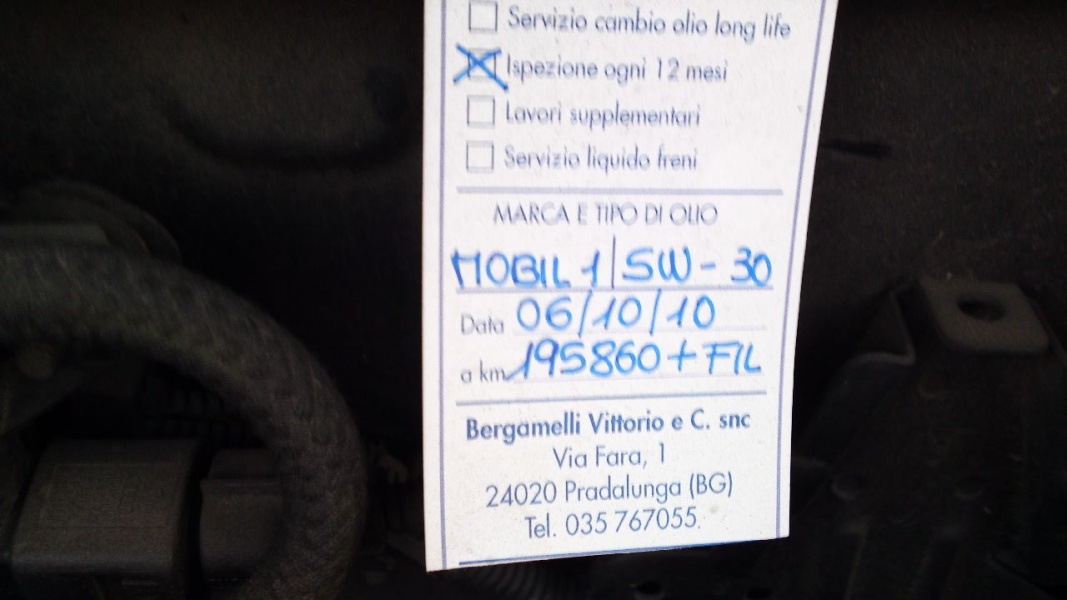 Servizio cambio olio long life
Ispezione ogni 12 mesi
Lavori supplementari
Servizio liquido freni
MARCA E TIPO DI OLIO
MOBIL 1 | 5W - 30
Data 06/10/10
a km 195860 + FIL
Bergamelli Vittorio e C. snc
Via Fara, 1
24020 Pradalunga (BG)
Tel. 035 767055.